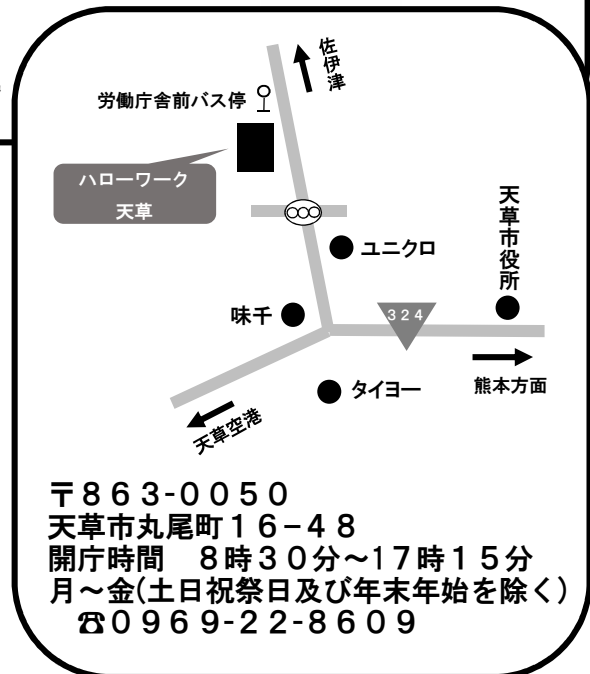 佐伊津
労働庁舎前バス停
ハローワーク
天草
天草市役所
ユニクロ
味千
324
タイヨー
熊本方面
天草空港
〒863-0050
天草市丸尾町16−48
開庁時間　8時30分～17時15分
月～金(土日祝祭日及び年末年始を除く)
☎0969-22-8609